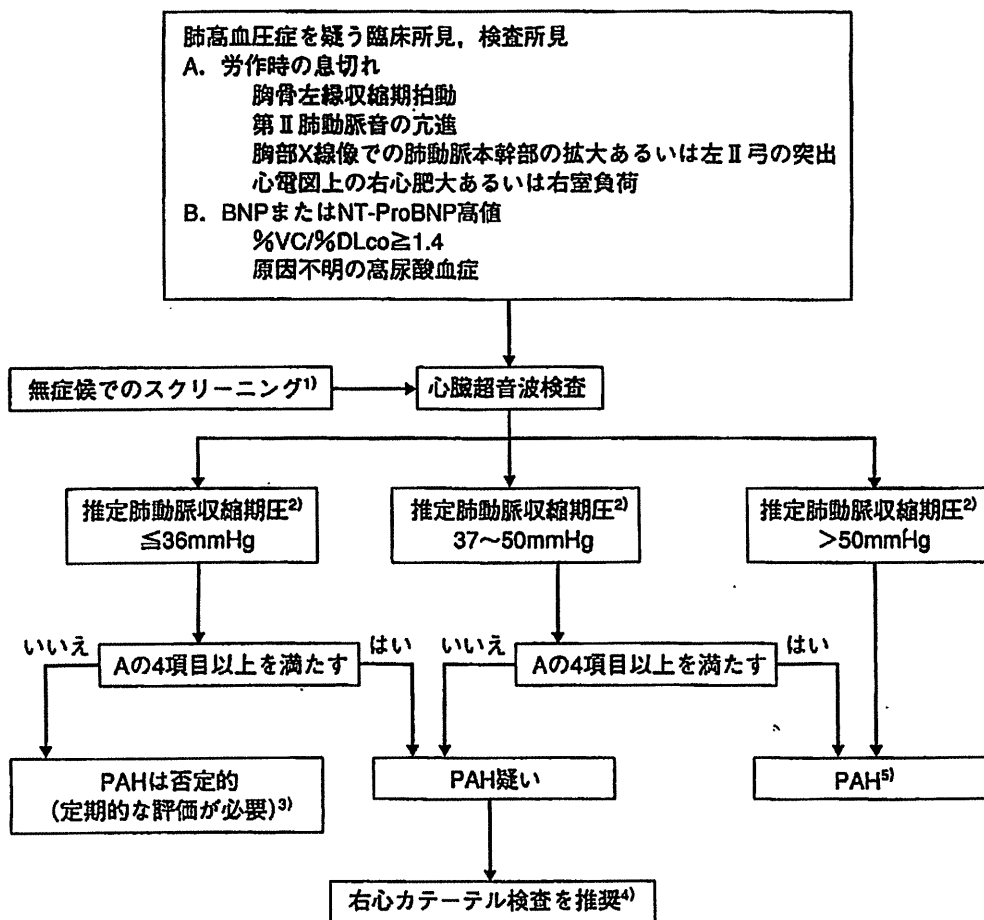 肺高血圧症を疑う臨床所見，検査所見
A. 労作時の息切れ
胸骨左縁収縮期拍動
第Ⅱ肺動脈音の亢進
胸部X線像での肺動脈本幹部の拡大あるいは左Ⅱ弓の突出
心電図上の右心肥大あるいは右室負荷
B. BNPまたはNT-ProBNP高値
%VC/%DLco≧1.4
原因不明の高尿酸血症
無症候でのスクリーニング1)
心臓超音波検査
推定肺動脈収縮期圧2)
≦36mmHg
推定肺動脈収縮期圧2)
37〜50mmHg
推定肺動脈収縮期圧2)
＞50mmHg
いいえ
Aの4項目以上を満たす
はい
いいえ
Aの4項目以上を満たす
はい
PAHは否定的
(定期的な評価が必要)3)
PAH疑い
PAH5)
右心カテーテル検査を推奨4)